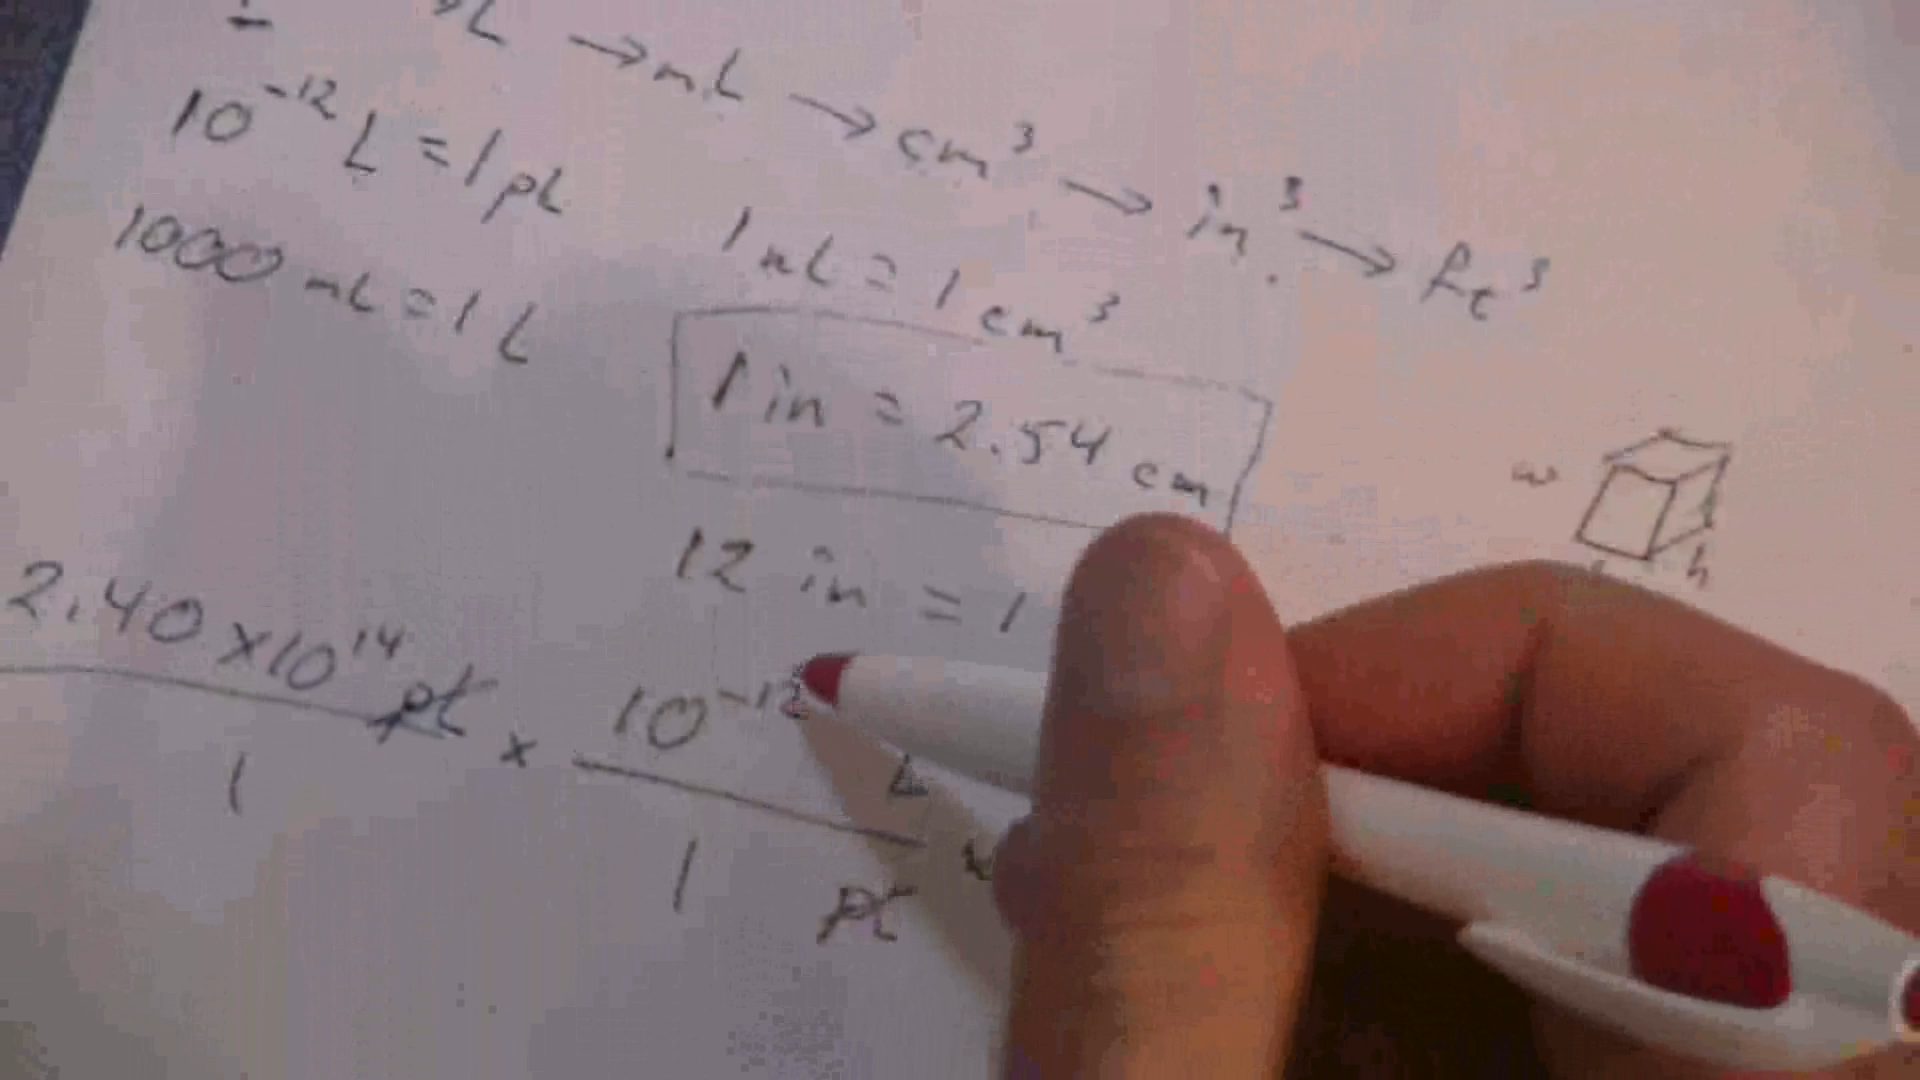 L → mL → cm³ → in³ → ft³
10⁻¹² L = 1 pL
1000 mL = 1 L
1 mL = 1 cm³
1 in = 2.54 cm
12 in = 1
w
h
2.40 x 10¹⁴ pL x 10⁻¹² L x
1 1 pL